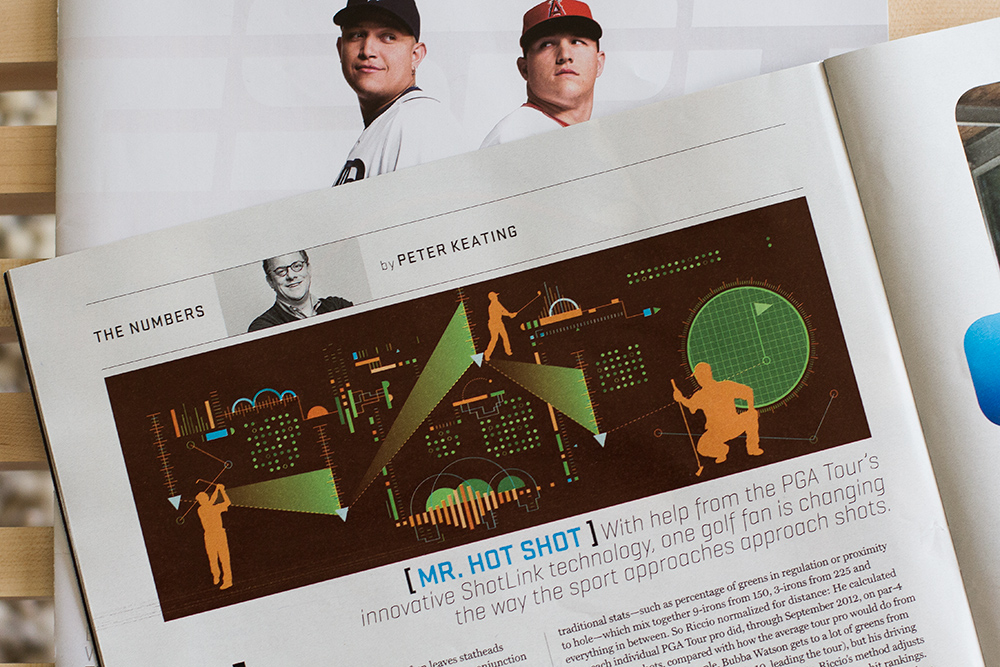 A
THE NUMBERS
by PETER KEATING
[MR. HOT SHOT] With help from the PGA Tour's
innovative ShotLink technology, one golf fan is changing
the way the sport approaches approach shots.
leaves statheads
traditional stats—such as percentage of greens in regulation or proximity
to hole—which mix together 9-irons from 150, 3-irons from 225 and
everything in between. So Riccio normalized for distance: He calculated
each individual PGA Tour pro did, through September 2012, on par-4
compared with how the average tour pro would do from
Bubba Watson gets to a lot of greens from
leading the tour), but his driving
Riccio's method adjusts
rankings.